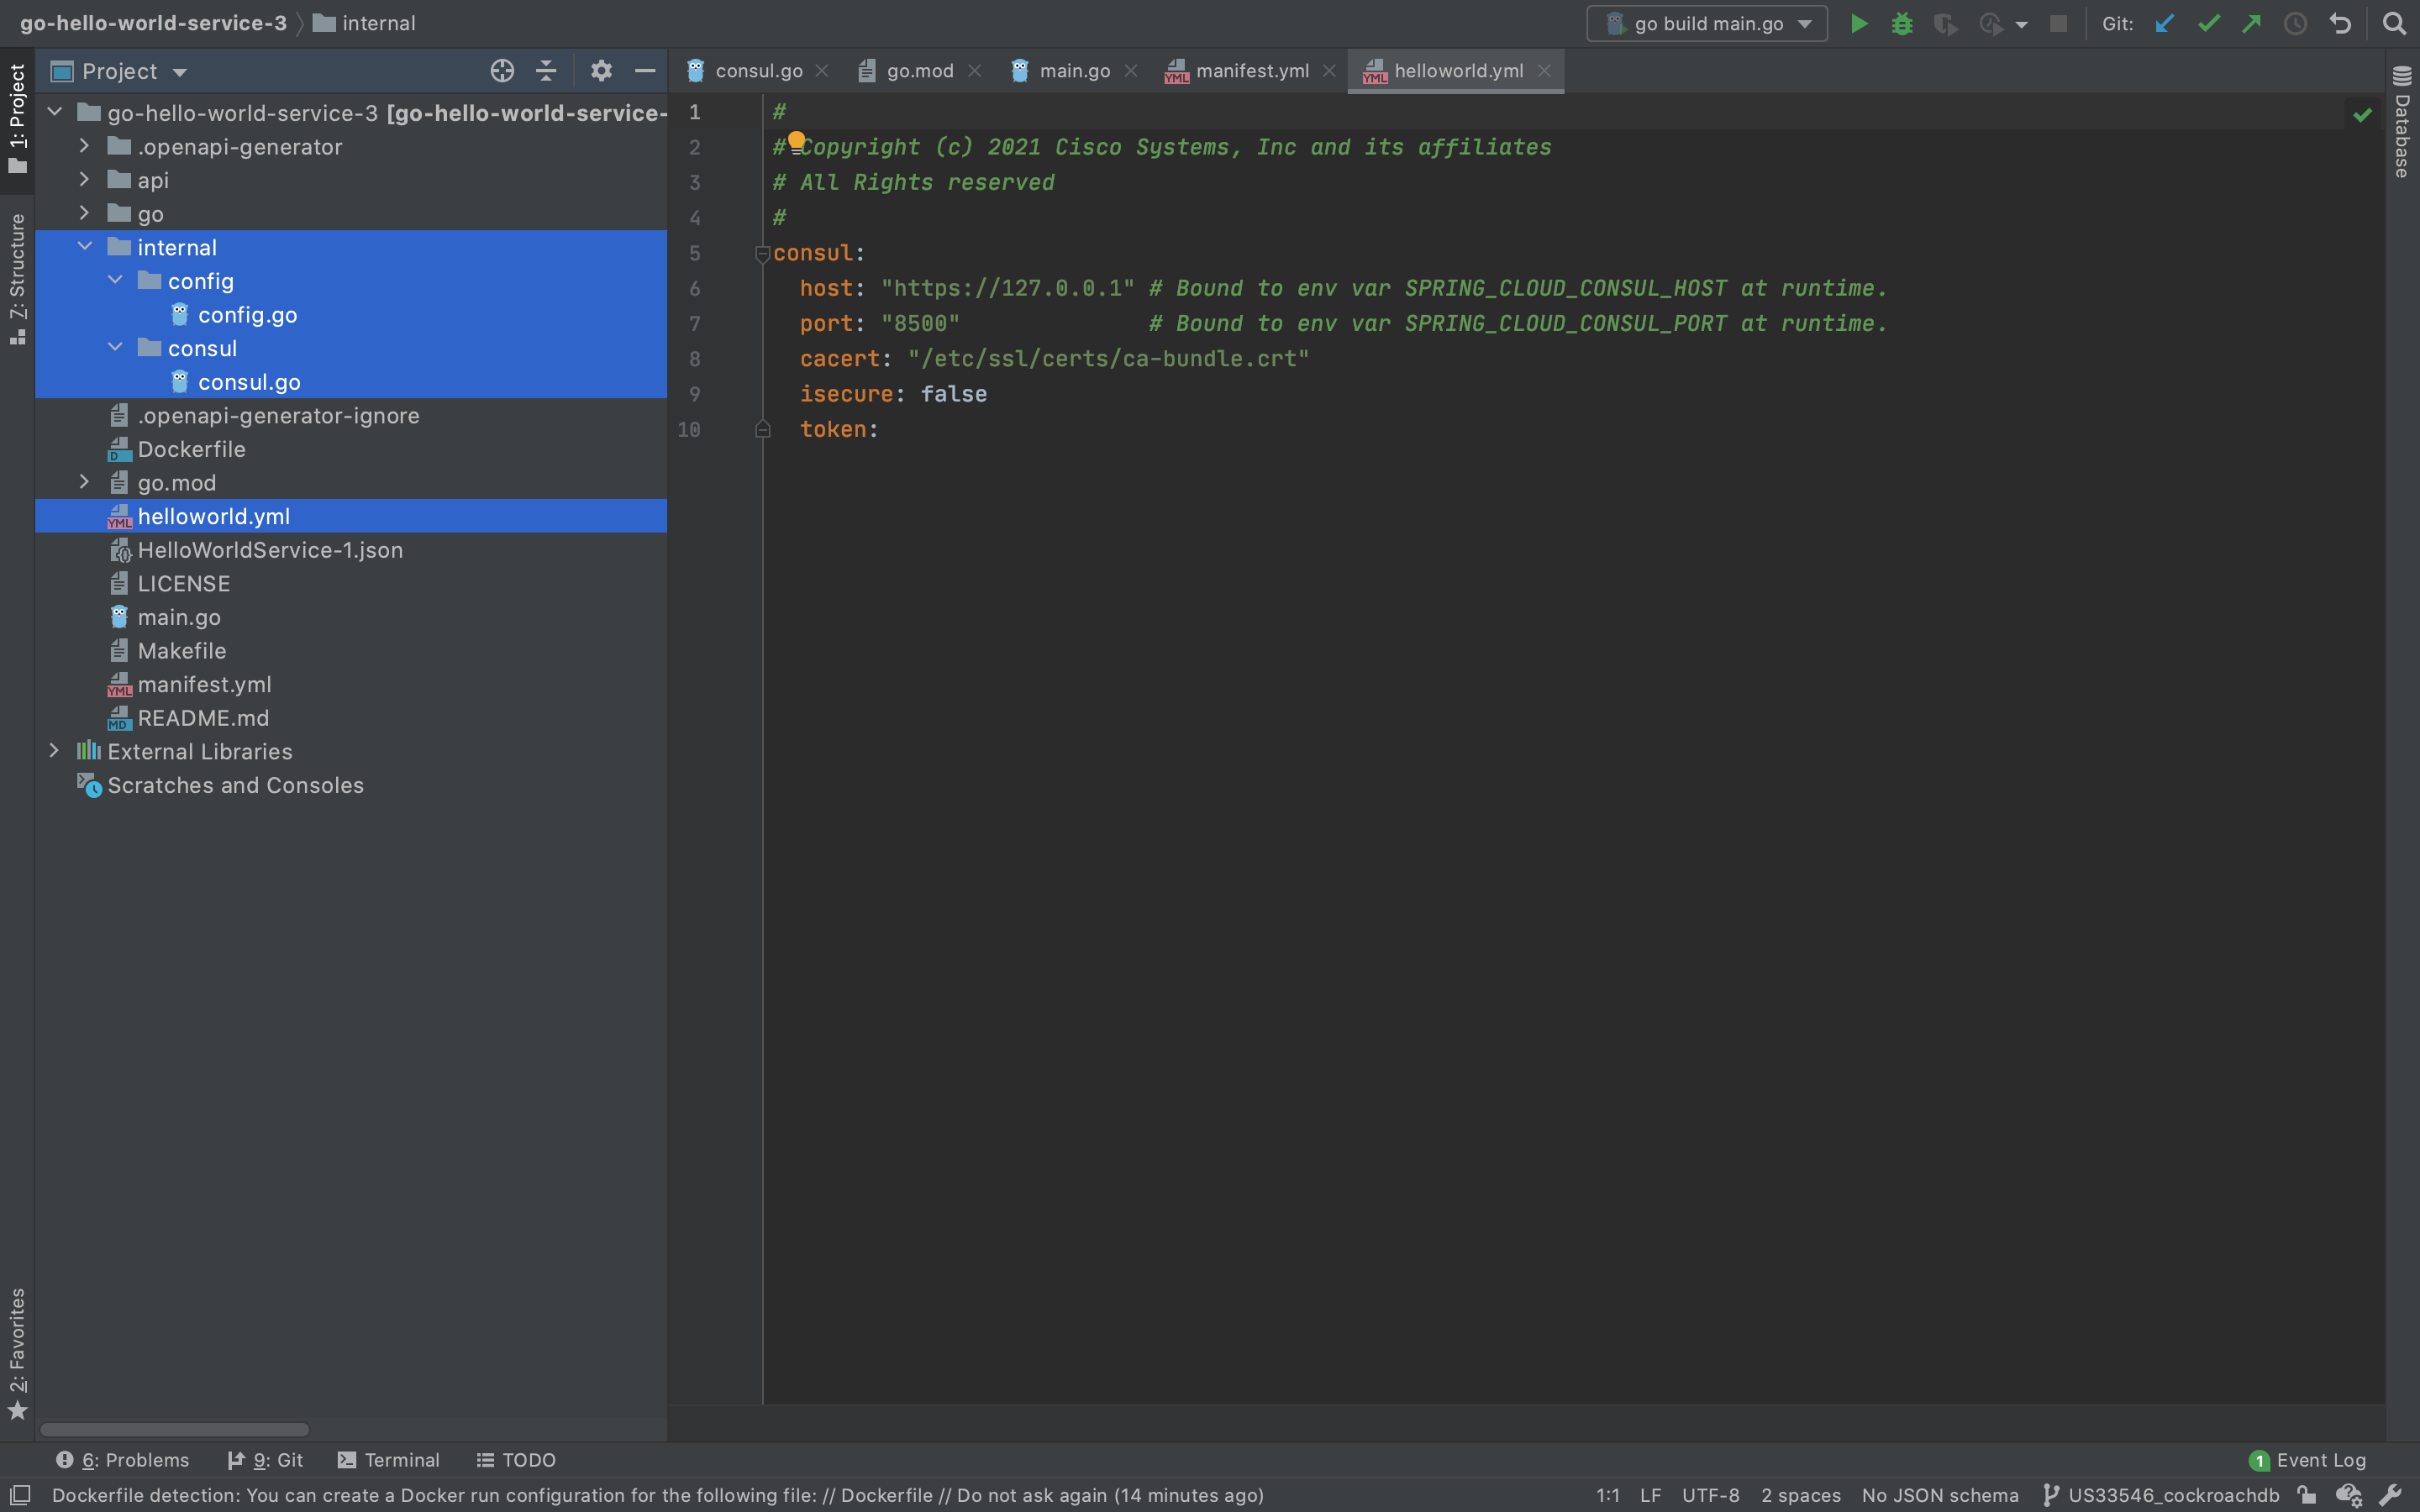 go-hello-world-service-3 internal
go build main.go Git:
Project
consul.go go.mod main.go manifest.yml helloworld.yml
1: Project
Z: Structure
2: Favorites
Database
go-hello-world-service-3 [go-hello-world-service-
.openapi-generator
api
go
internal
config
config.go
consul
consul.go
.openapi-generator-ignore
Dockerfile
go.mod
helloworld.yml
HelloWorldService-1.json
LICENSE
main.go
Makefile
manifest.yml
README.md
External Libraries
Scratches and Consoles
1 #
2 # Copyright (c) 2021 Cisco Systems, Inc and its affiliates
3 # All Rights reserved
4 #
5 consul:
6 host: "https://127.0.0.1" # Bound to env var SPRING_CLOUD_CONSUL_HOST at runtime.
7 port: "8500" # Bound to env var SPRING_CLOUD_CONSUL_PORT at runtime.
8 cacert: "/etc/ssl/certs/ca-bundle.crt"
9 isecure: false
10 token:
6: Problems 9: Git Terminal TODO 1 Event Log
Dockerfile detection: You can create a Docker run configuration for the following file: // Dockerfile // Do not ask again (14 minutes ago) 1:1 LF UTF-8 2 spaces No JSON schema US33546_cockroachdb